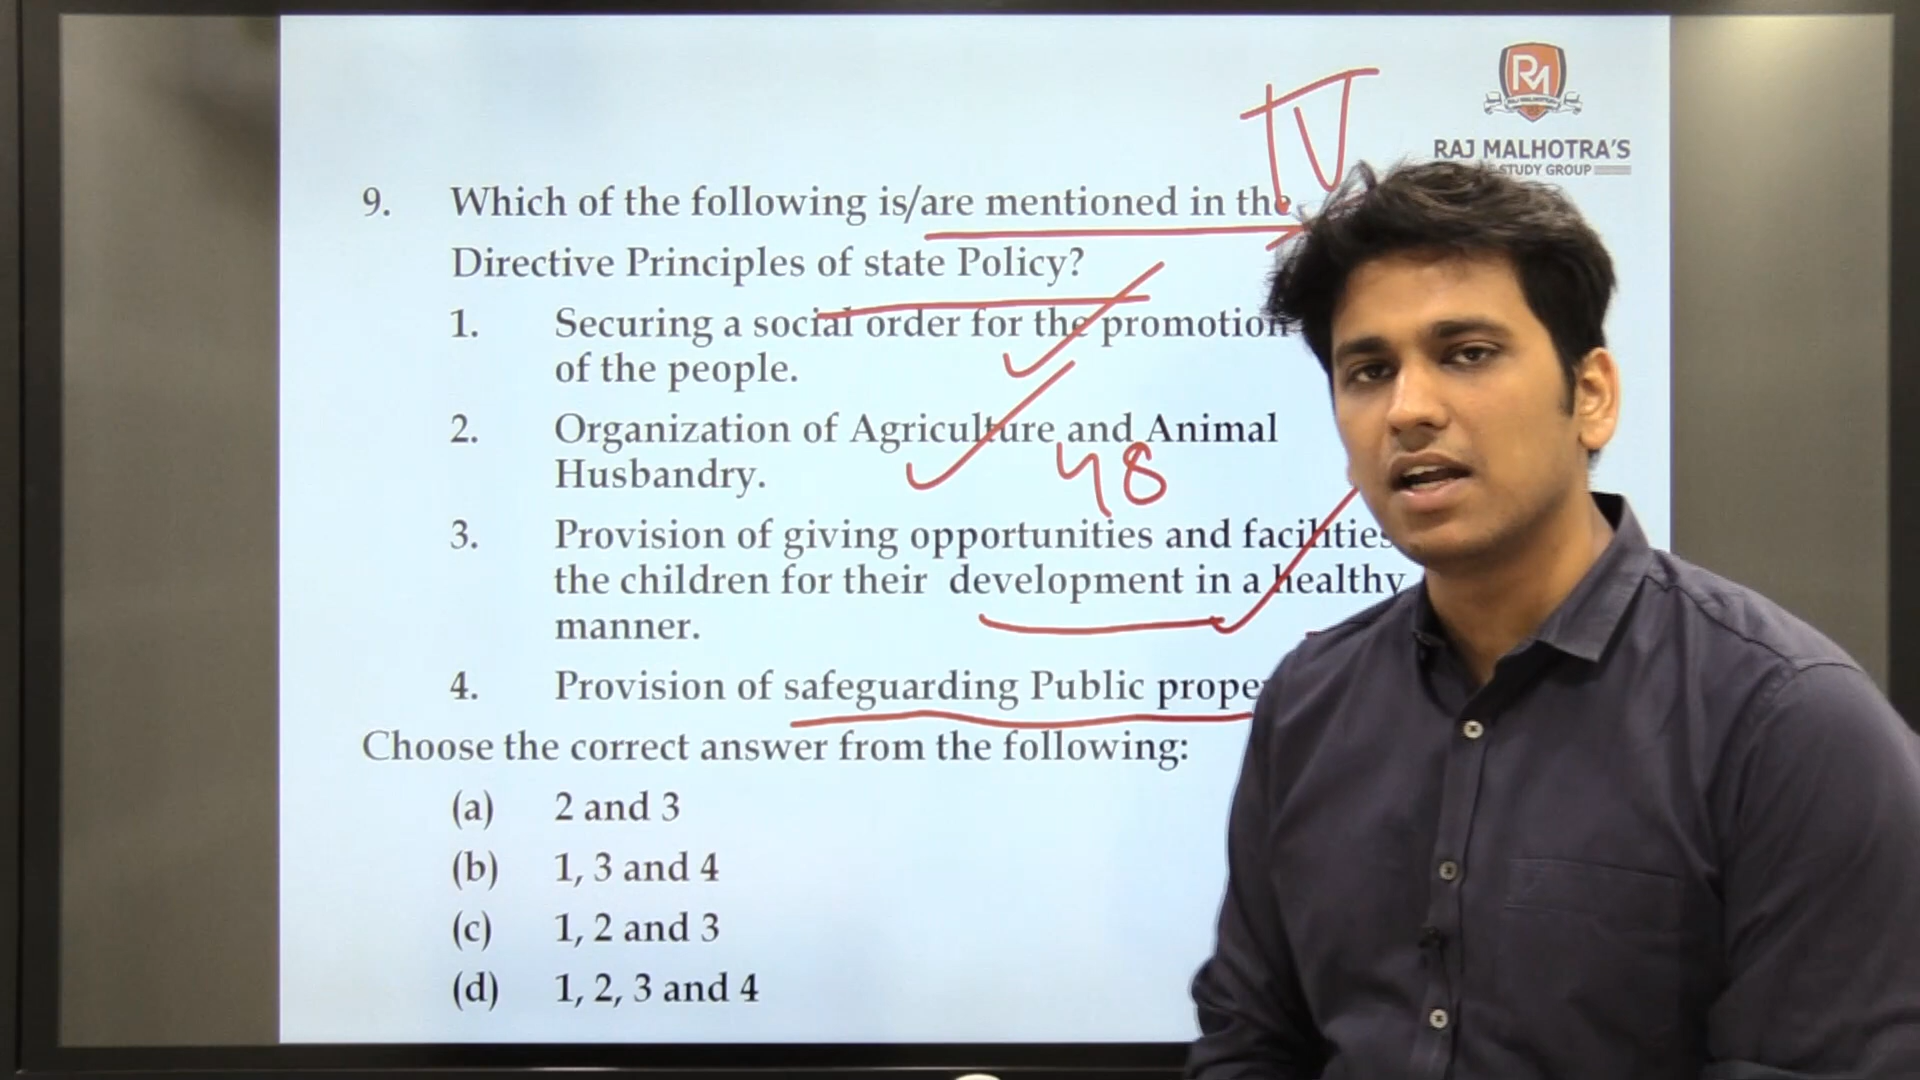 IV
RM
RAJ MALHOTRA'S
STUDY GROUP
9. Which of the following is/are mentioned in the
Directive Principles of state Policy?
1. Securing a social order for the promotion
of the people.
2. Organization of Agriculture and Animal
Husbandry.
48
3. Provision of giving opportunities and facilities
the children for their development in a healthy
manner.
4. Provision of safeguarding Public
Choose the correct answer from the following:
(a) 2 and 3
(b) 1, 3 and 4
(c) 1, 2 and 3
(d) 1, 2, 3 and 4